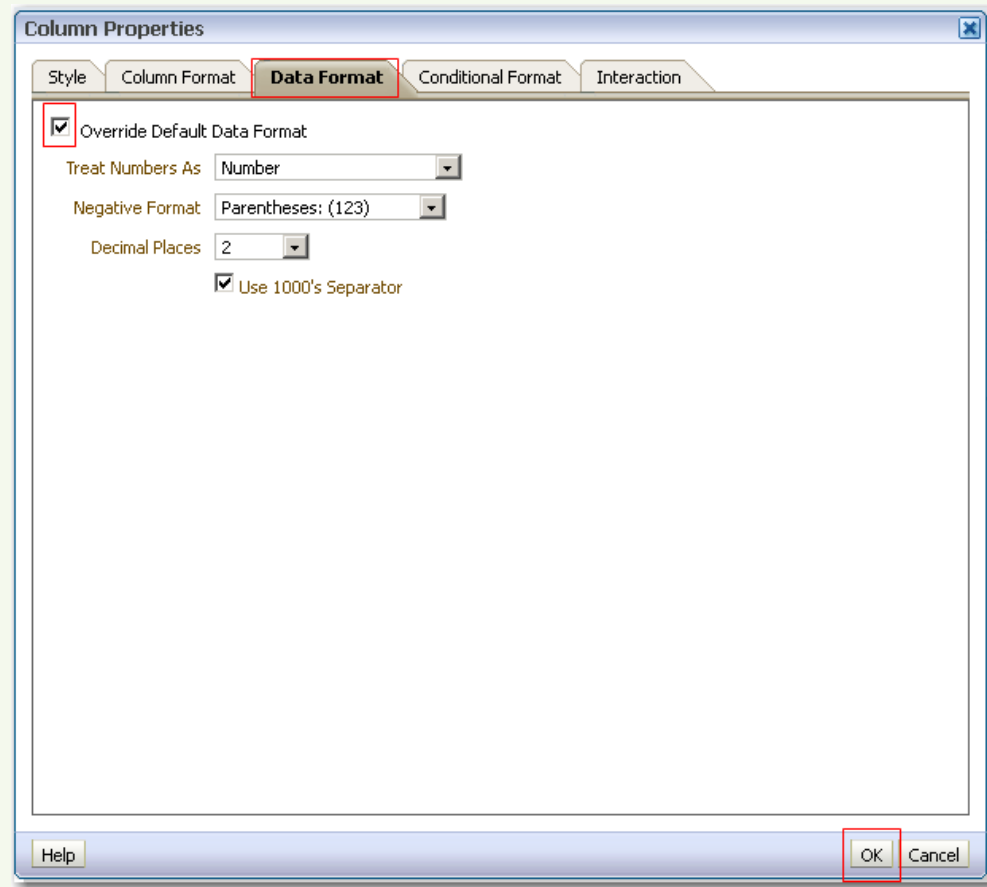 Column Properties
Style Column Format Data Format Conditional Format Interaction
Override Default Data Format
Treat Numbers As Number
Negative Format Parentheses: (123)
Decimal Places 2
Use 1000's Separator
Help OK Cancel